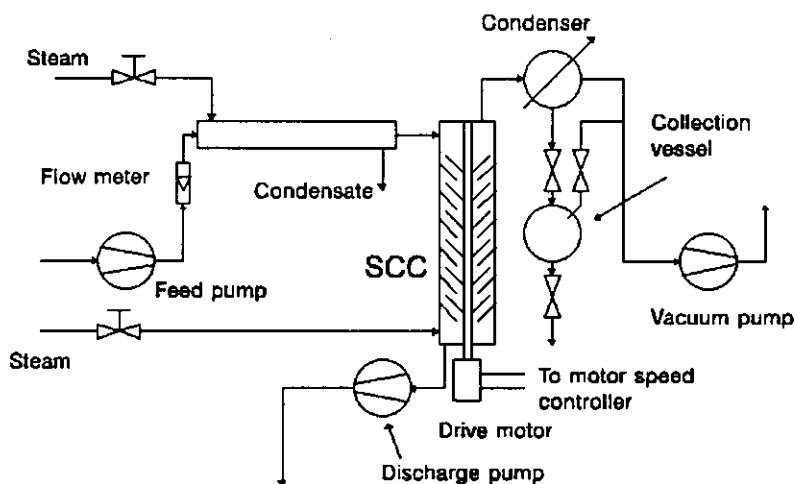 Condenser
Steam
Collection
vessel
Flow meter
Condensate
SCC
Feed pump
Vacuum pump
Steam
To motor speed
controller
Drive motor
Discharge pump